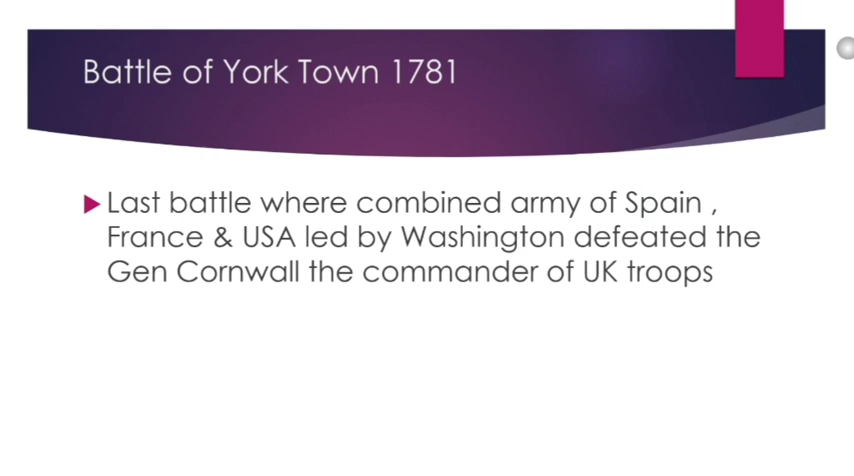 Battle of York Town 1781
Last battle where combined army of Spain ,
France & USA led by Washington defeated the
Gen Cornwall the commander of UK troops